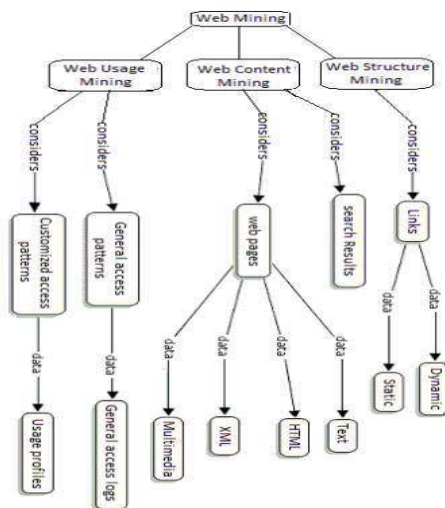 Web Mining
Web Usage
Mining
Web Content
Mining
Web Structure
Mining
considers
considers
considers
considers
considers
Customized access
patterns
General access
patterns
web pages
search Results
Links
data
data
data
data
data
data
data
data
Usage profiles
General access logs
Multimedia
XML
HTML
Text
Static
Dynamic